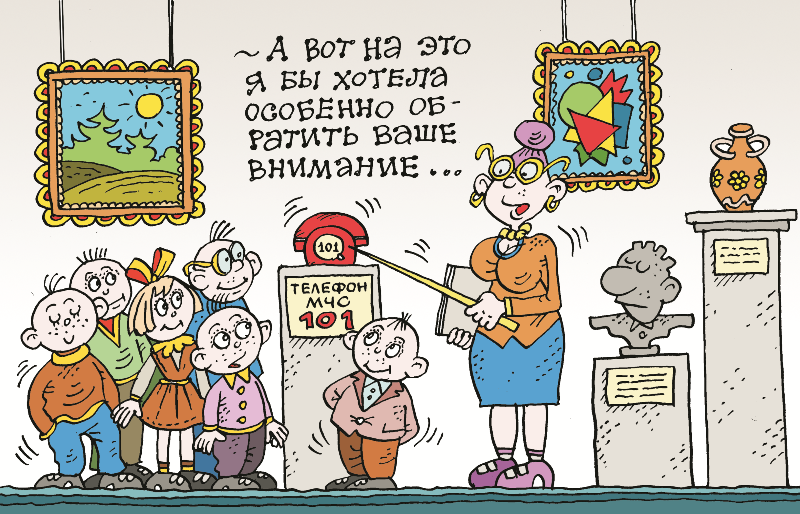 ~ А ВОТ НА ЭТО
Я БЫ ХОТЕЛА
ОСОБЕННО ОБ-
РАТИТЬ ВАШЕ
ВНИМАНИЕ...
101
ТЕЛЕФОН
МЧС
101